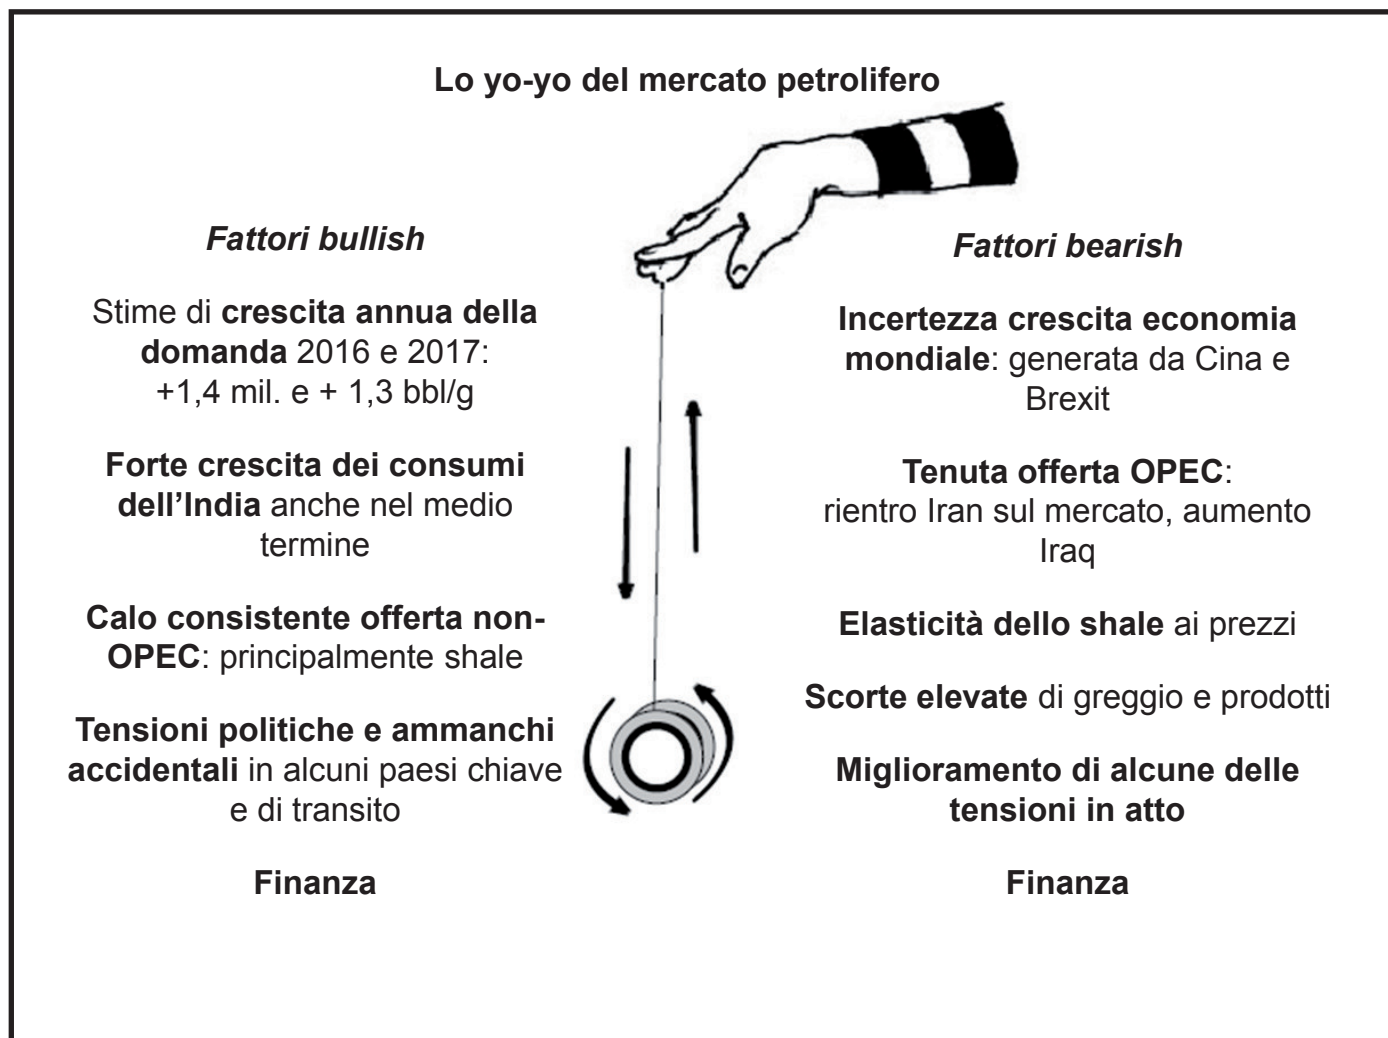 Lo yo-yo del mercato petrolifero
Fattori bullish
Stime di crescita annua della
domanda 2016 e 2017:
+1,4 mil. e + 1,3 bbl/g
Forte crescita dei consumi
dell’India anche nel medio
termine
Calo consistente offerta non-
OPEC: principalmente shale
Tensioni politiche e ammanchi
accidentali in alcuni paesi chiave
e di transito
Finanza
Fattori bearish
Incertezza crescita economia
mondiale: generata da Cina e
Brexit
Tenuta offerta OPEC:
rientro Iran sul mercato, aumento
Iraq
Elasticità dello shale ai prezzi
Scorte elevate di greggio e prodotti
Miglioramento di alcune delle
tensioni in atto
Finanza